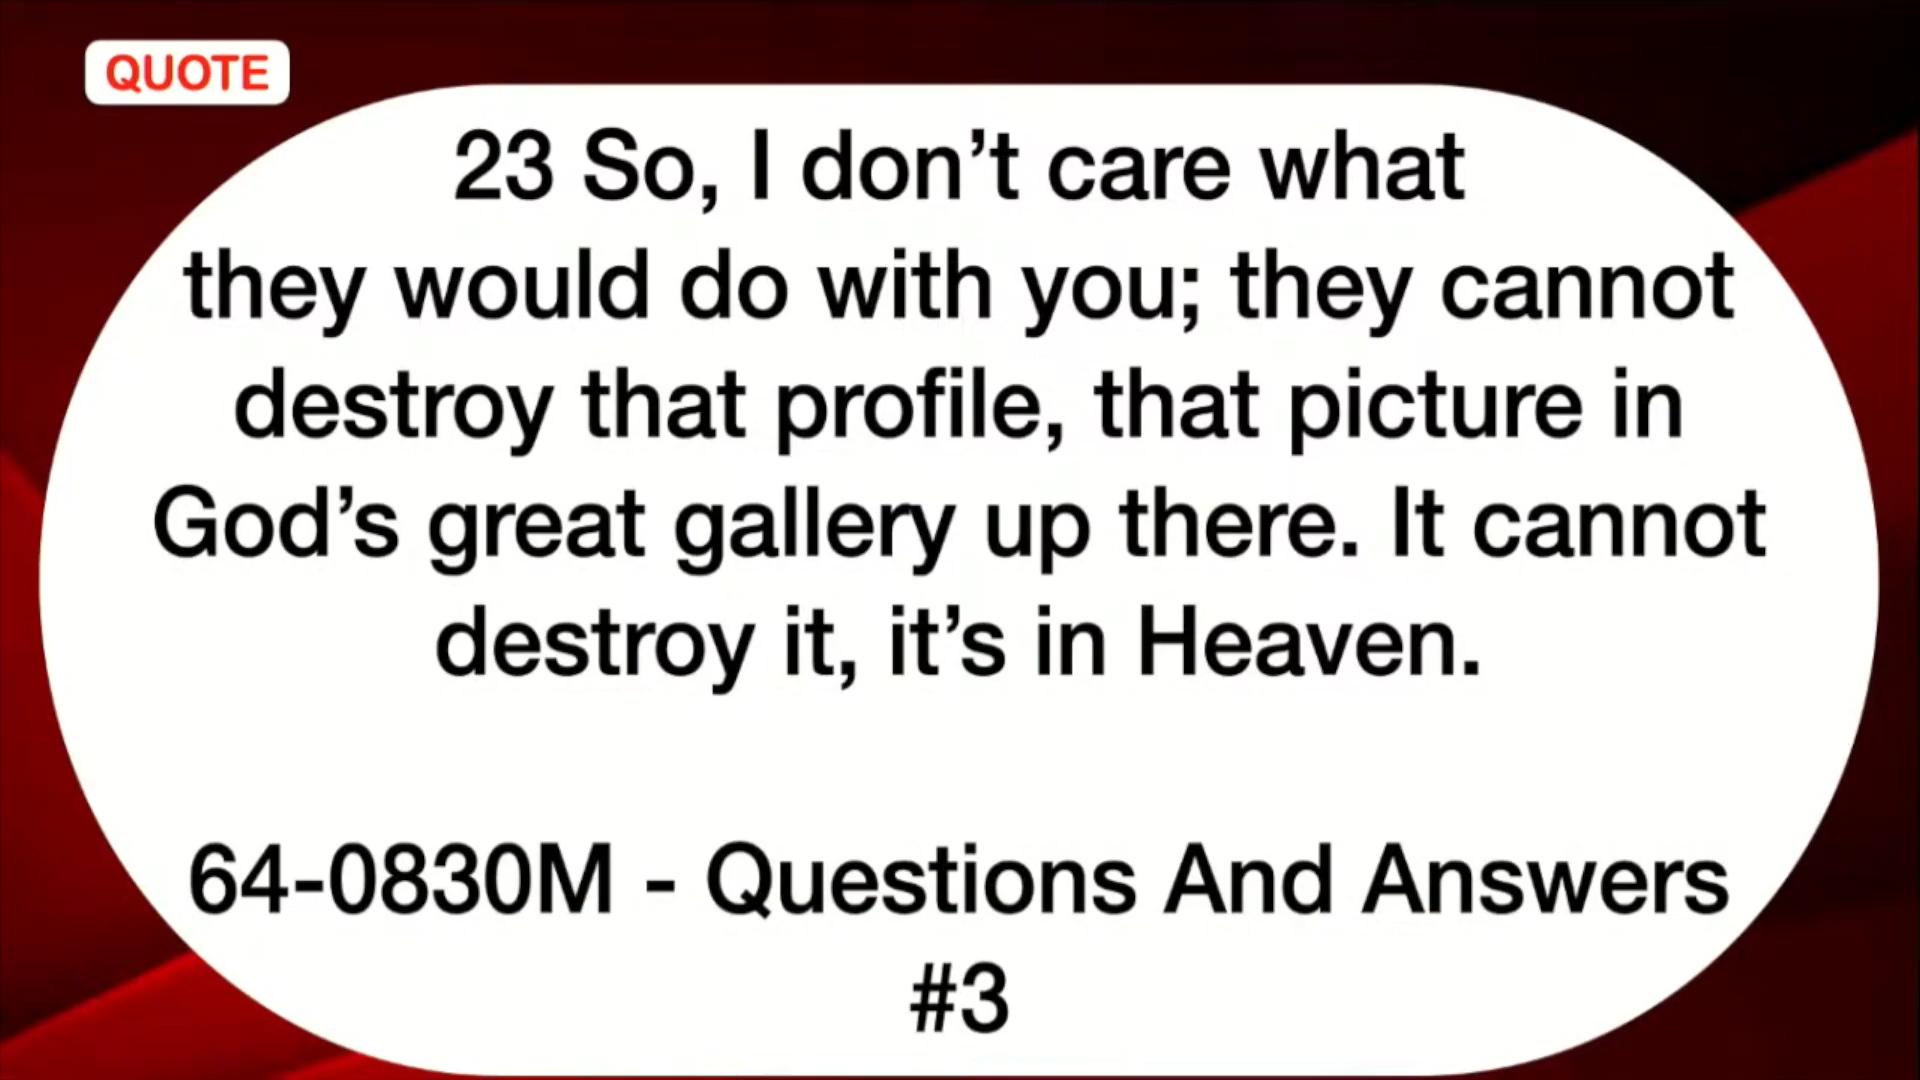 QUOTE
23 So, I don’t care what
they would do with you; they cannot
destroy that profile, that picture in
God’s great gallery up there. It cannot
destroy it, it’s in Heaven.
64-0830M - Questions And Answers
#3